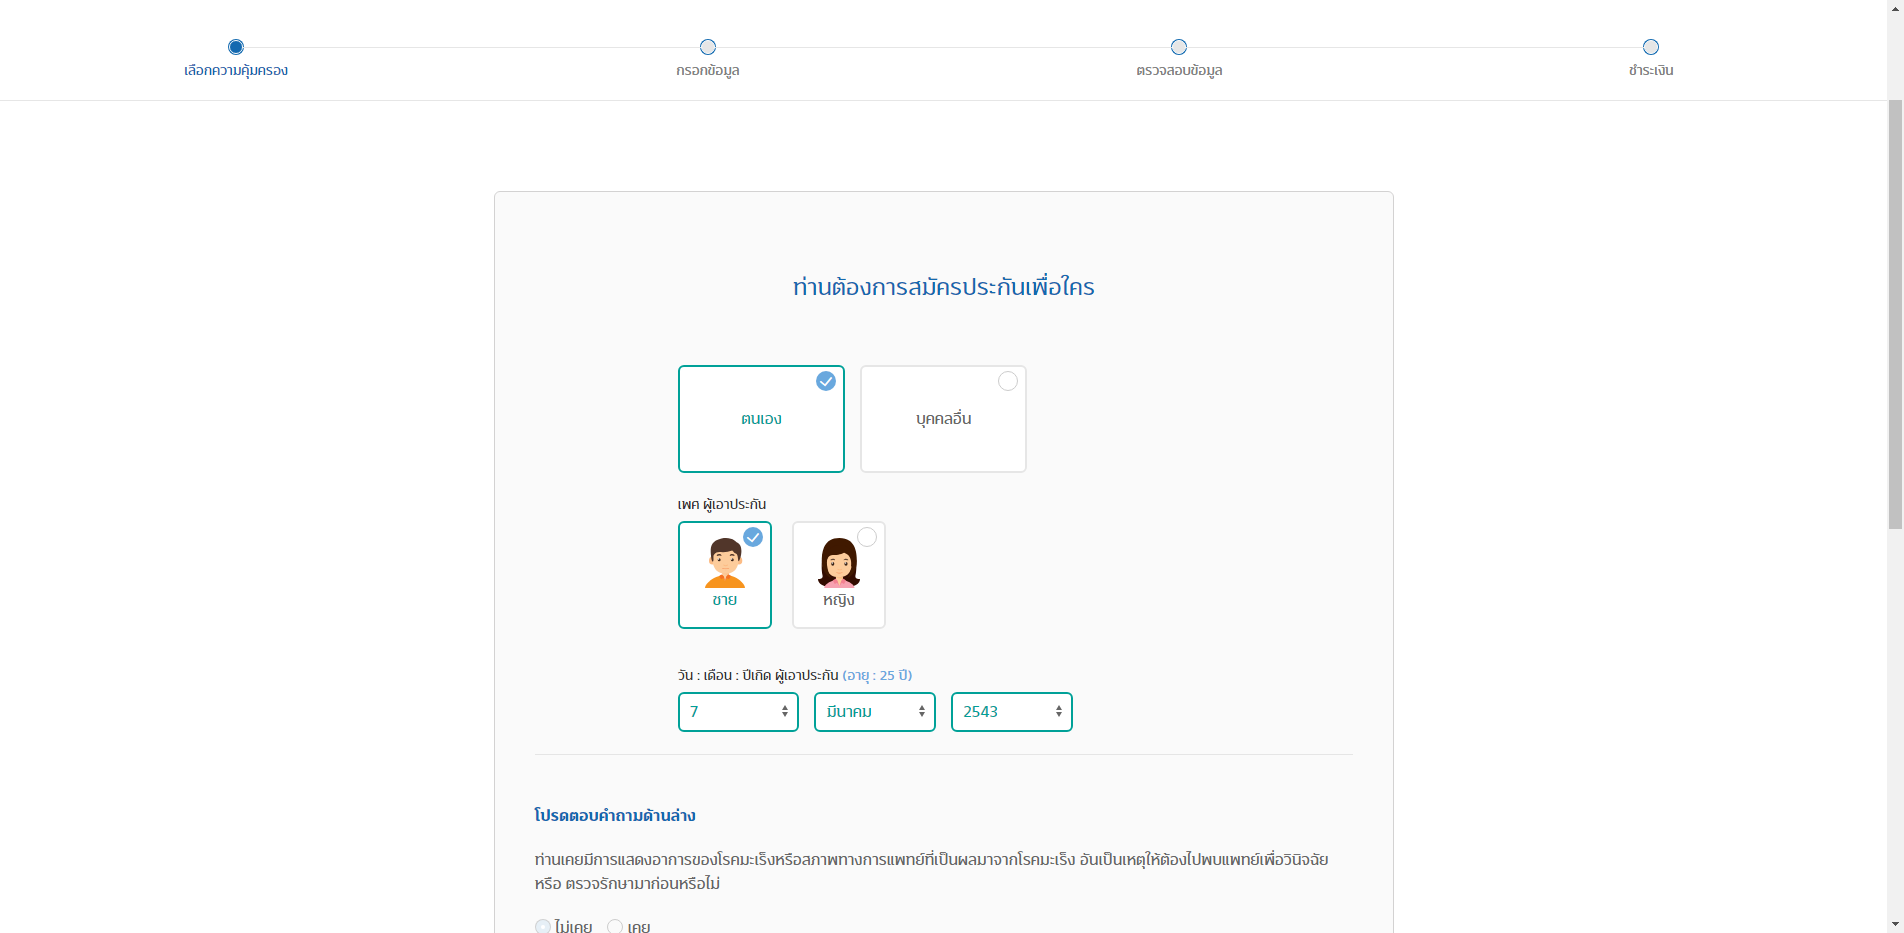 เลือกความคุ้มครอง
กรอกข้อมูล
ตรวจสอบข้อมูล
ชำระเงิน
ท่านต้องการสมัครประกันเพื่อใคร
ตนเอง
บุคคลอื่น
เพศ ผู้เอาประกัน
ชาย
หญิง
วัน : เดือน : ปีเกิด ผู้เอาประกัน (อายุ : 25 ปี)
7
มีนาคม
2543
โปรดตอบคำถามด้านล่าง
ท่านเคยมีการแสดงอาการของโรคมะเร็งหรือสภาพทางการแพทย์ที่เป็นผลมาจากโรคมะเร็ง อันเป็นเหตุให้ต้องไปพบแพทย์เพื่อวินิจฉัย
หรือ ตรวจรักษามาก่อนหรือไม่
ไม่เคย เคย